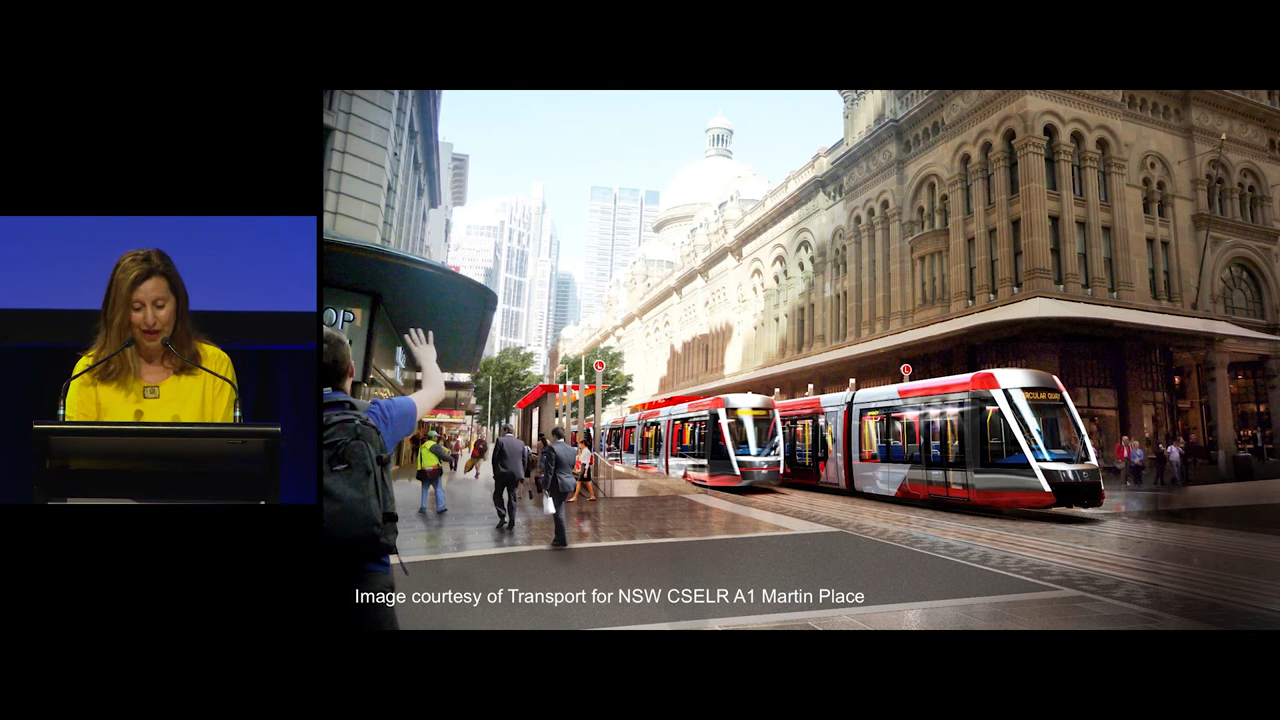 OP
L
L
CIRCULAR QUAY
Image courtesy of Transport for NSW CSELR A1 Martin Place